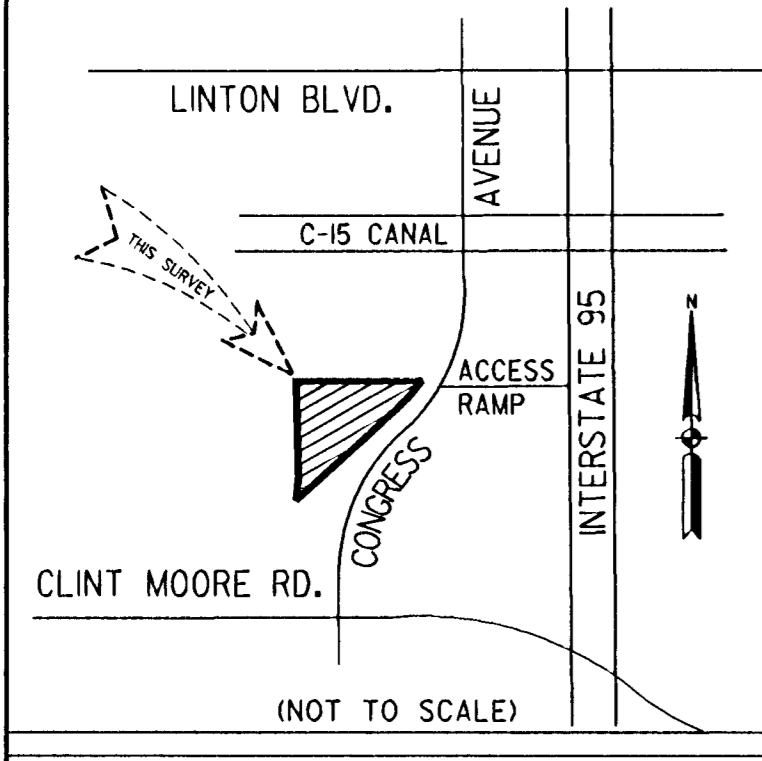 LINTON BLVD.
AVENUE
C-15 CANAL
THIS SURVEY
N
INTERSTATE 95
ACCESS
RAMP
CONGRESS
CLINT MOORE RD.
(NOT TO SCALE)